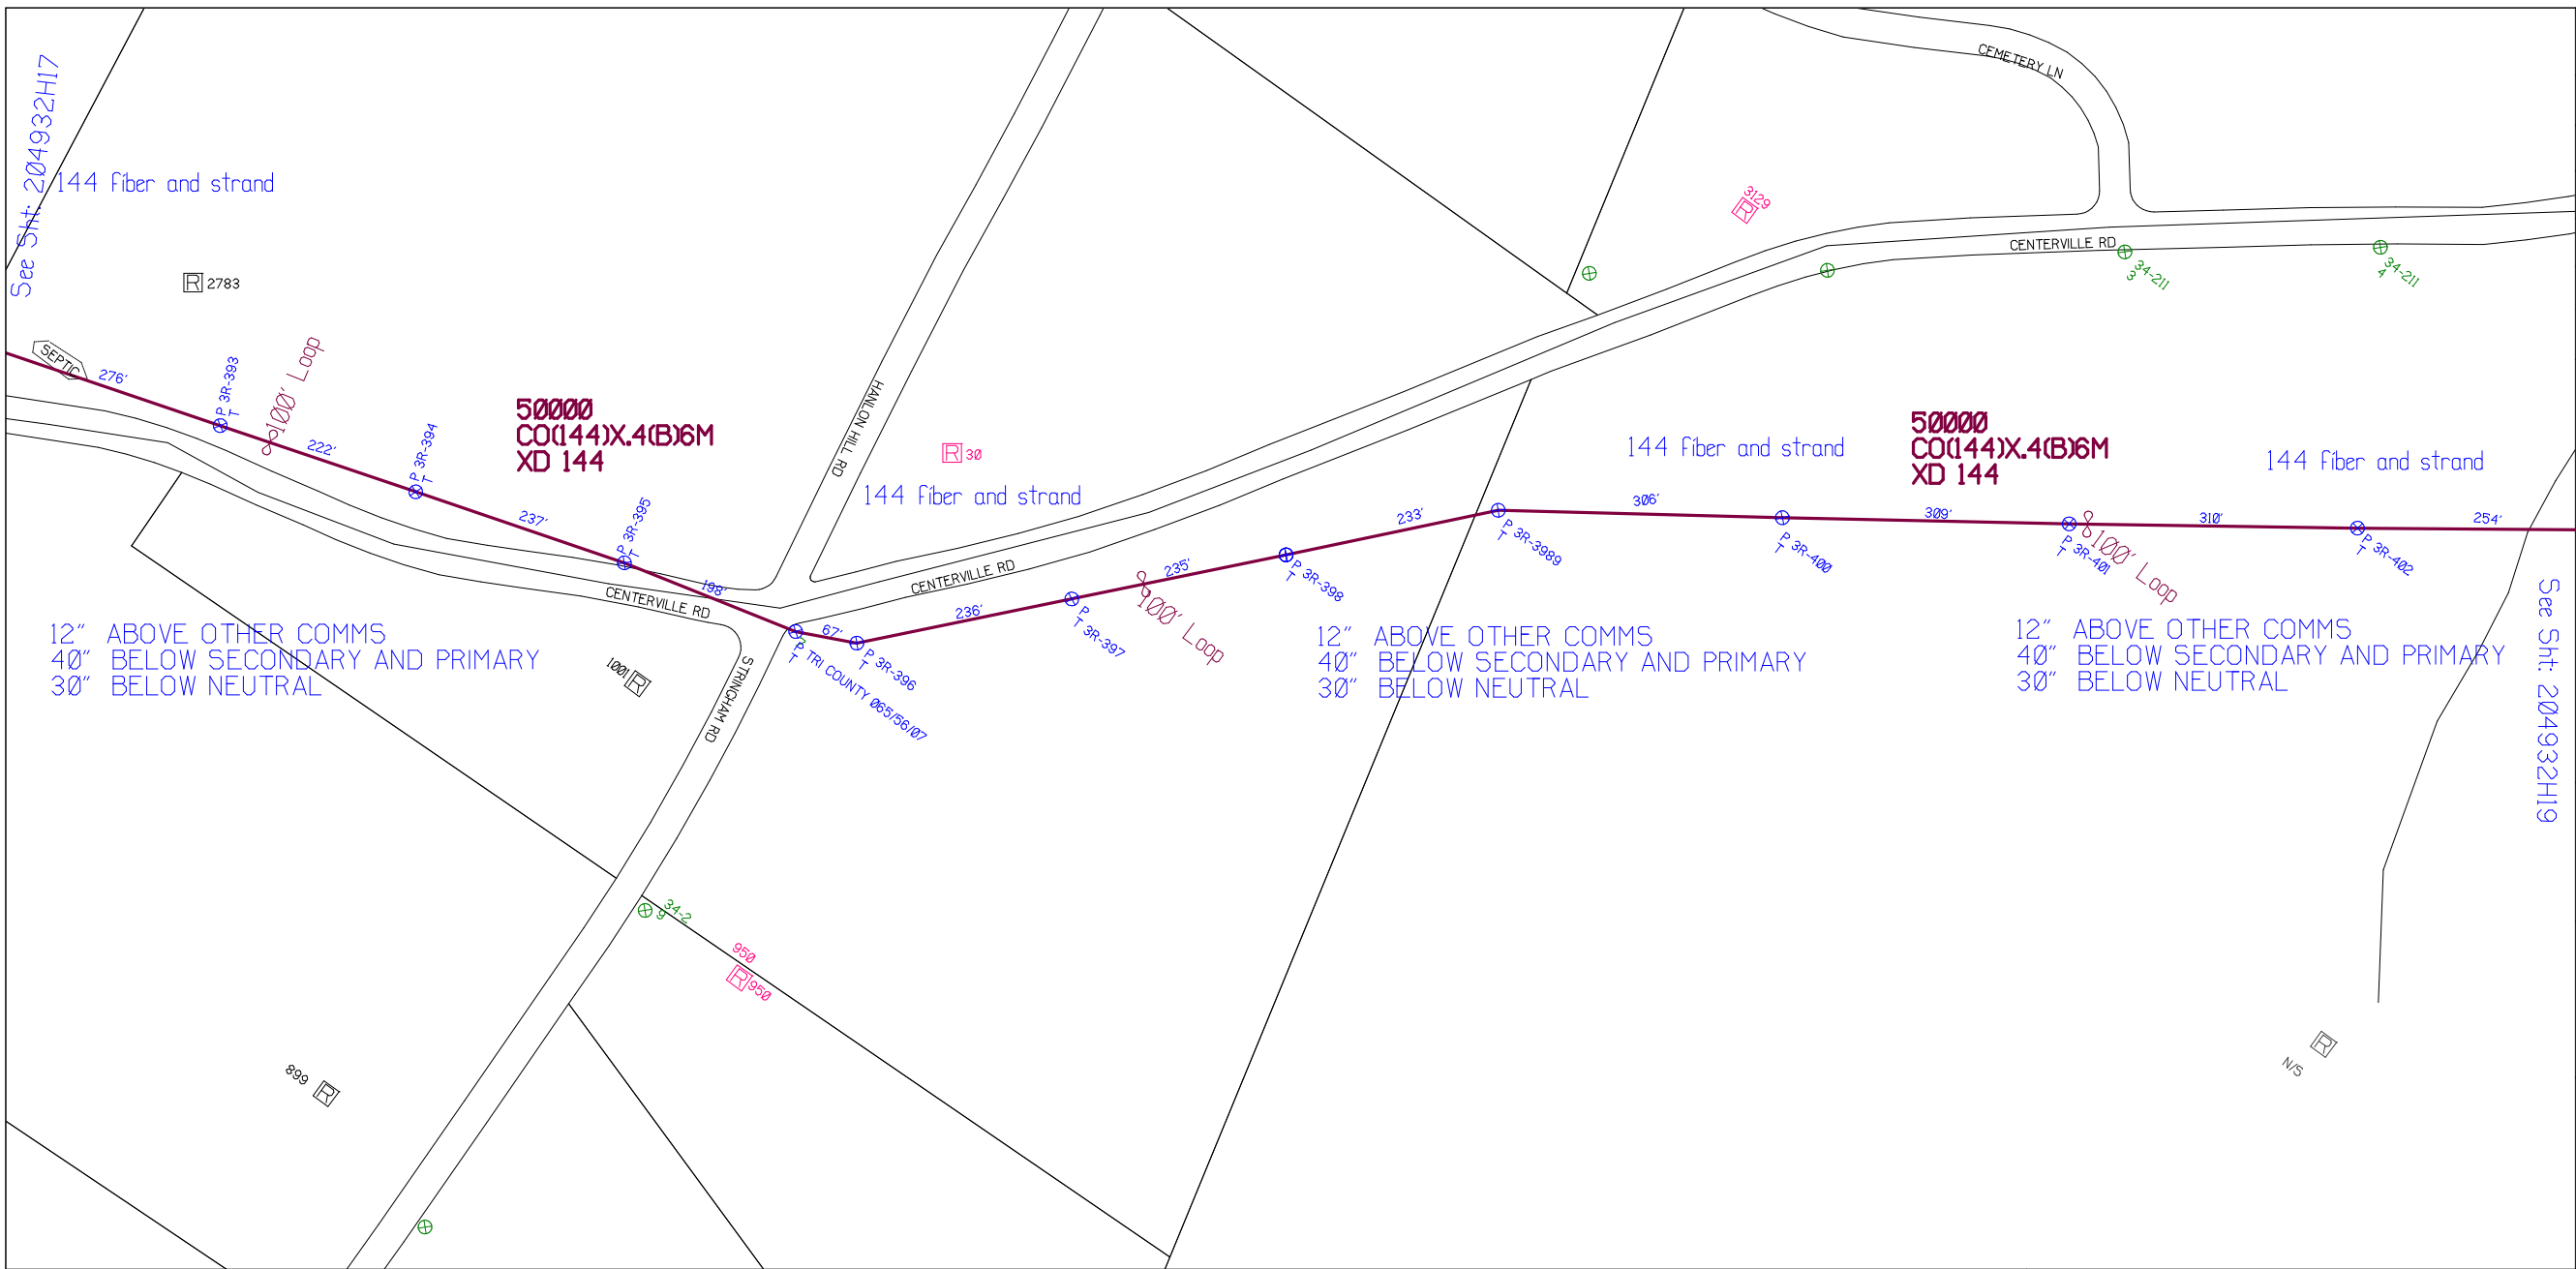 See Sht: 204932H17
144 fiber and strand
R 2783
SEPTIC
276'
P 3R-393
T
100' Loop
222'
P 3R-394
T
50000
CO(144)X.4(B)6M
XD 144
237'
P 3R-395
T
198'
HANLON HILL RD
R 30
144 fiber and strand
CENTERVILLE RD
CENTERVILLE RD
67'
P TRI COUNTY 065/56/07
T
236'
P 3R-396
T
235'
P
T 3R-397
100' Loop
P 3R-398
T
233'
P 3R-3989
T
306'
144 fiber and strand
P 3R-400
T
309'
50000
CO(144)X.4(B)6M
XD 144
P 3R-401
T
100' Loop
310'
144 fiber and strand
P 3R-402
T
254'
3129
R
CEMETERY LN
CENTERVILLE RD
34-211
3
34-211
4
12" ABOVE OTHER COMMS
40" BELOW SECONDARY AND PRIMARY
30" BELOW NEUTRAL
1001 R
STRINGHAM RD
12" ABOVE OTHER COMMS
40" BELOW SECONDARY AND PRIMARY
30" BELOW NEUTRAL
12" ABOVE OTHER COMMS
40" BELOW SECONDARY AND PRIMARY
30" BELOW NEUTRAL
See Sht: 204932H19
34-2
9
950
R 950
899 R
R
N/S